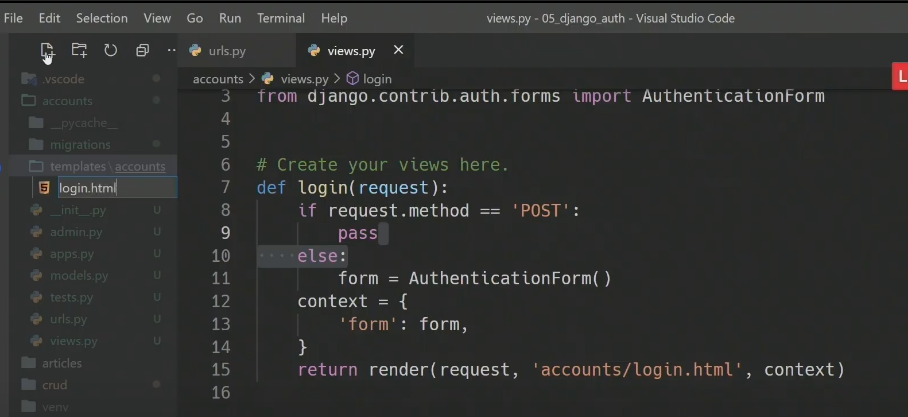 File Edit Selection View Go Run Terminal Help views.py - 05_django_auth - Visual Studio Code
urls.py views.py ×
.vscode
accounts > views.py > login
L
accounts
__pycache__
migrations
templates\accounts
login.html
__init__.py U
admin.py U
apps.py U
models.py U
tests.py U
urls.py U
views.py U
articles
crud
venv
3 from django.contrib.auth.forms import AuthenticationForm
4
5
6 # Create your views here.
7 def login(request):
8 if request.method == 'POST':
9 pass
10 else:
11 form = AuthenticationForm()
12 context = {
13 'form': form,
14 }
15 return render(request, 'accounts/login.html', context)
16